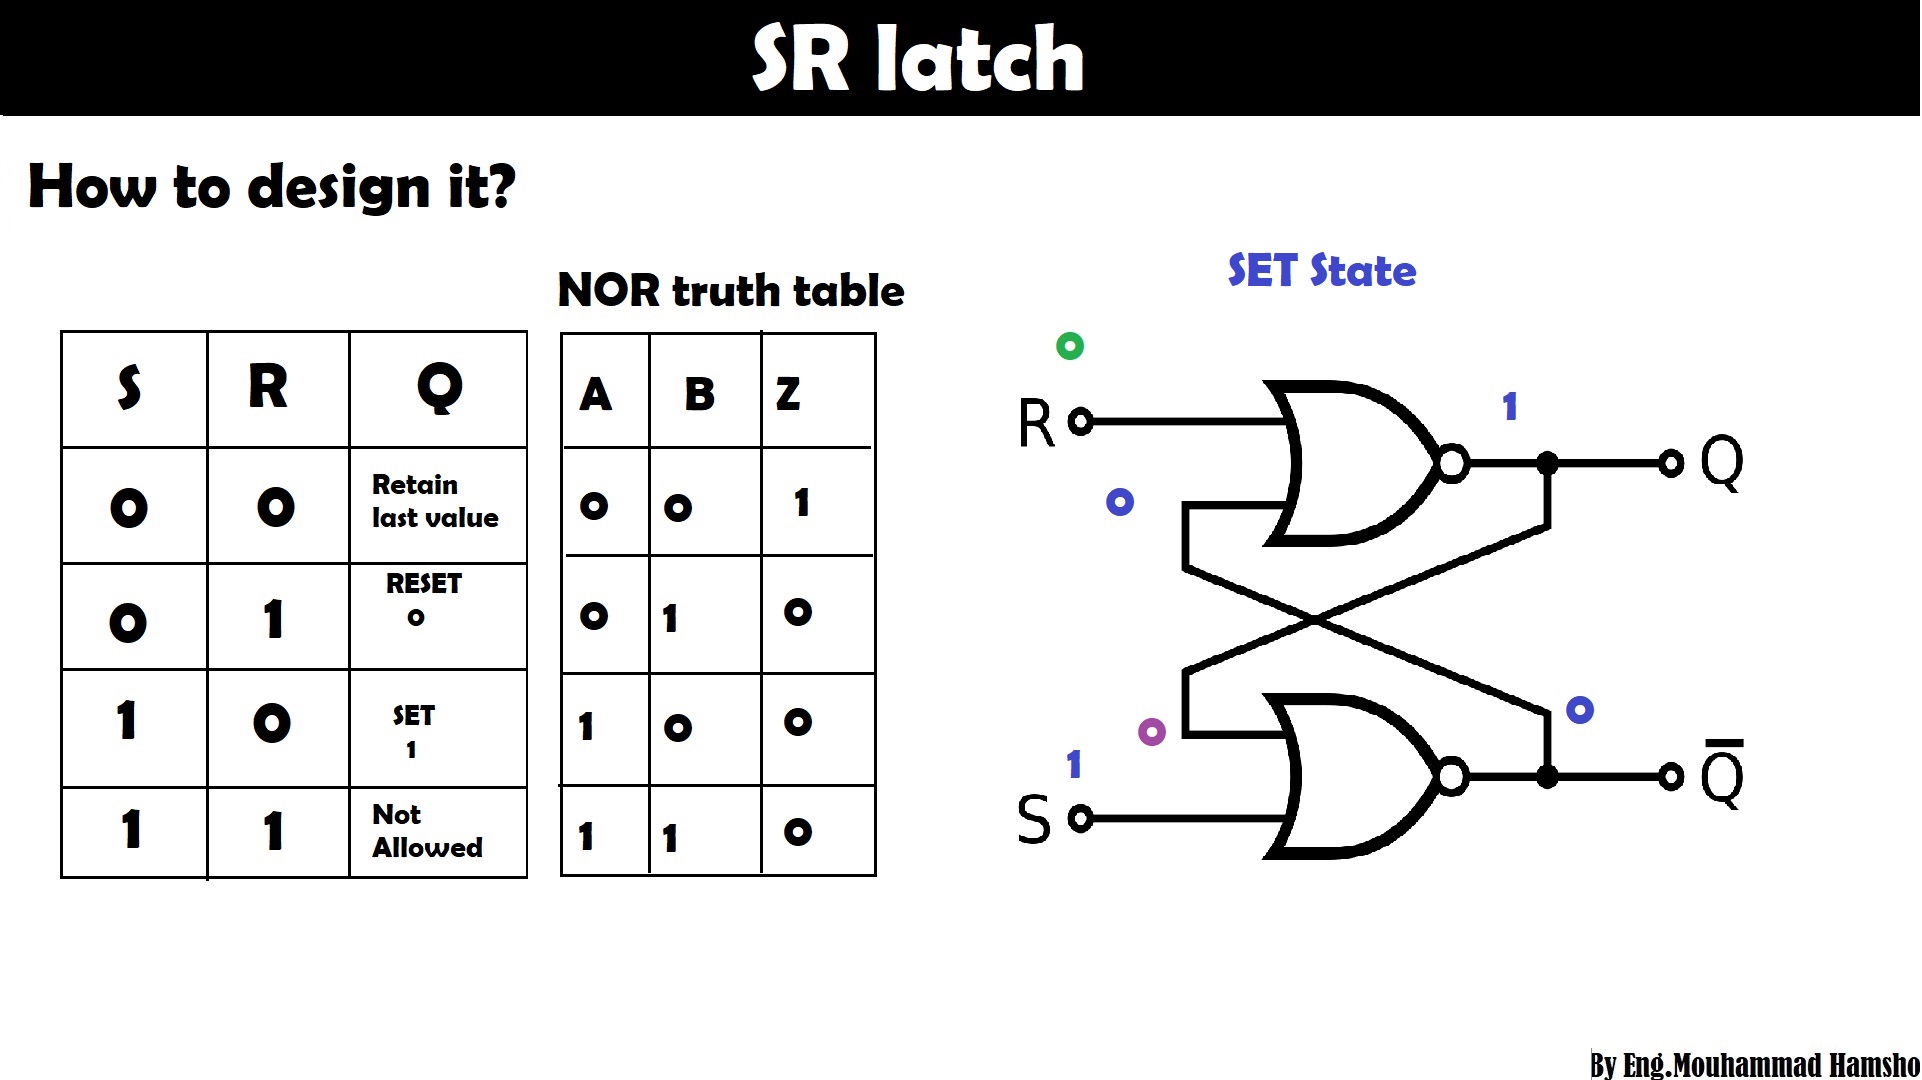 SR latch
How to design it?
NOR truth table
SET State
S R Q
0 0 Retain last value
0 1 RESET 0
1 0 SET 1
1 1 Not Allowed
A B Z
0 0 1
0 1 0
1 0 0
1 1 0
0
R
1
Q
0
0
0
1
S
Q̅
By Eng.Mouhammad Hamsho